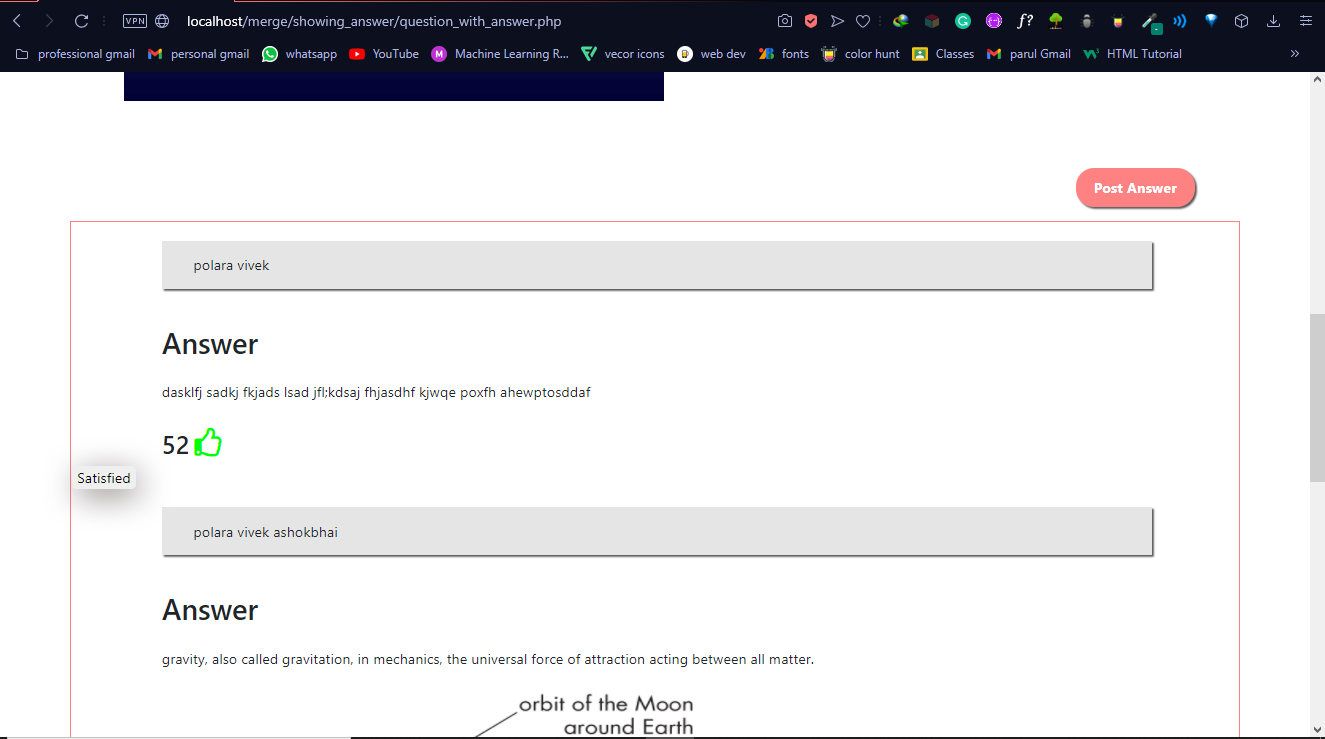 VPN localhost/merge/showing_answer/question_with_answer.php f?
professional gmail personal gmail whatsapp YouTube M Machine Learning R... vecor icons web dev fonts color hunt Classes parul Gmail HTML Tutorial »
Post Answer
polara vivek
Answer
dasklfj sadkj fkjads lsad jfl;kdsaj fhjasdhf kjwqe poxfh ahewptosddaf
52
Satisfied
polara vivek ashokbhai
Answer
gravity, also called gravitation, in mechanics, the universal force of attraction acting between all matter.
orbit of the Moon
around Earth